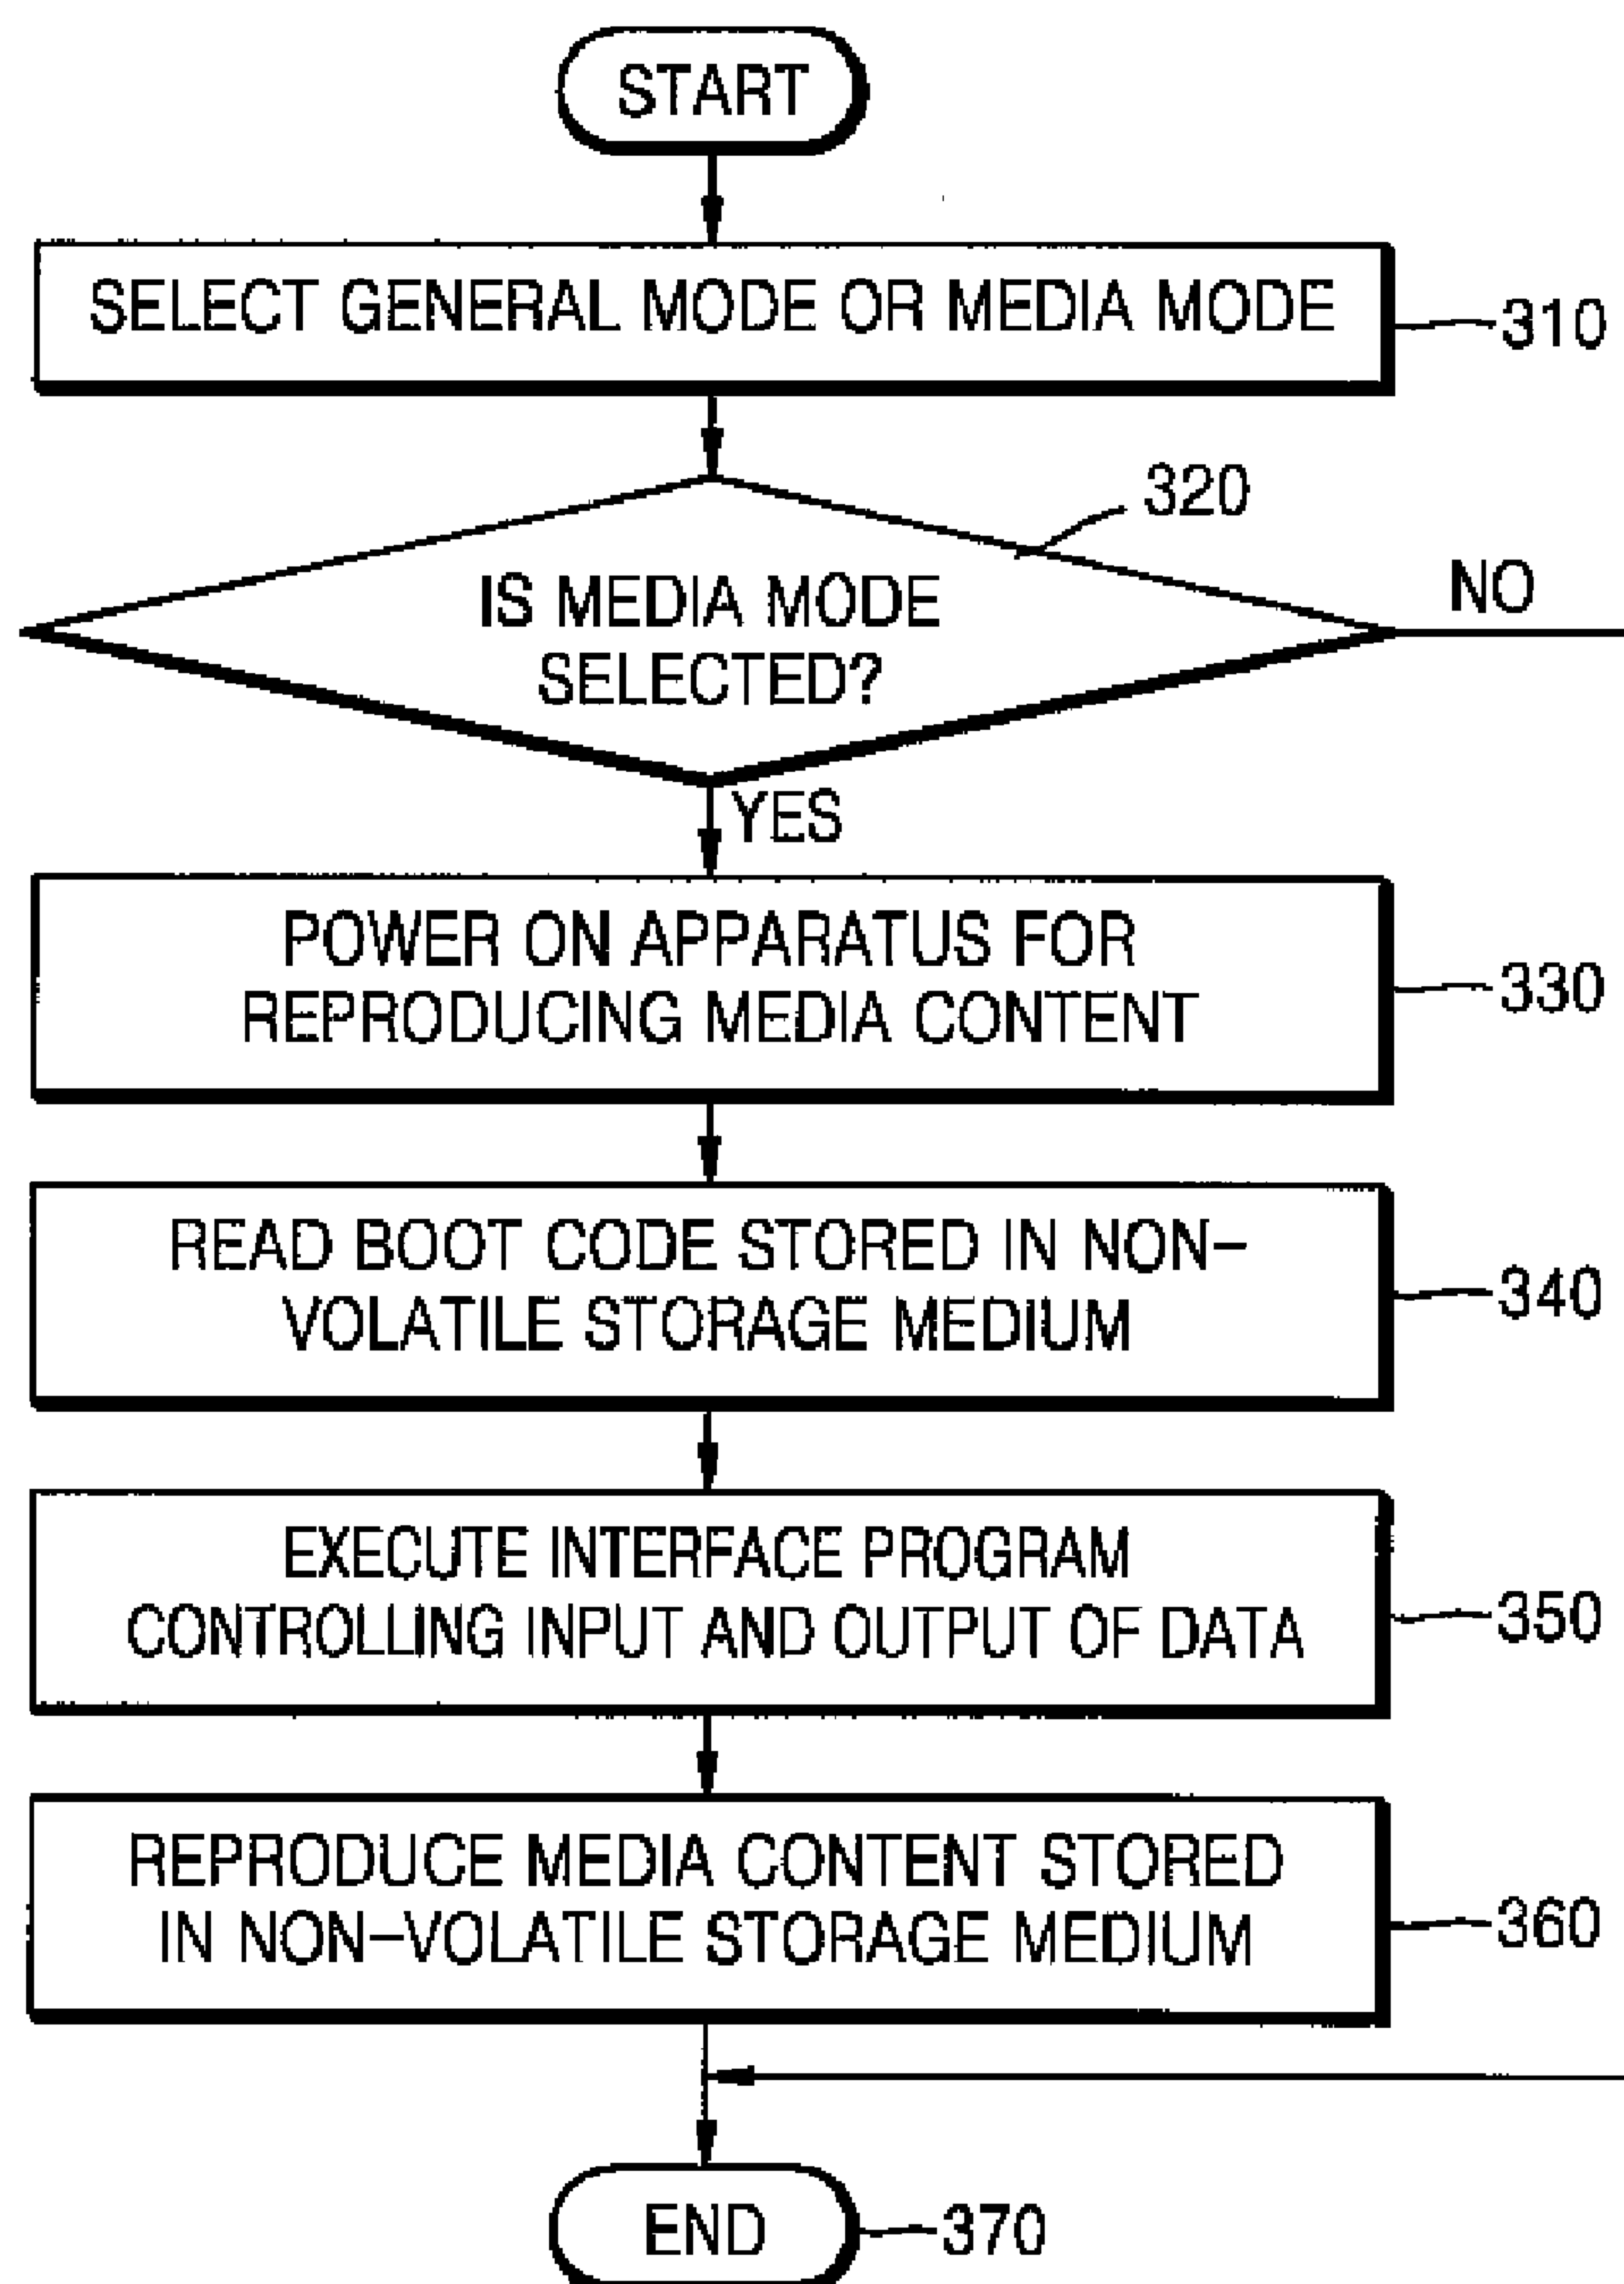 START
SELECT GENERAL MODE OR MEDIA MODE
310
320
IS MEDIA MODE
SELECTED?
NO
YES
POWER ON APPARATUS FOR
REPRODUCING MEDIA CONTENT
330
READ BOOT CODE STORED IN NON-
VOLATILE STORAGE MEDIUM
340
EXECUTE INTERFACE PROGRAM
CONTROLLING INPUT AND OUTPUT OF DATA
350
REPRODUCE MEDIA CONTENT STORED
IN NON-VOLATILE STORAGE MEDIUM
360
END
370